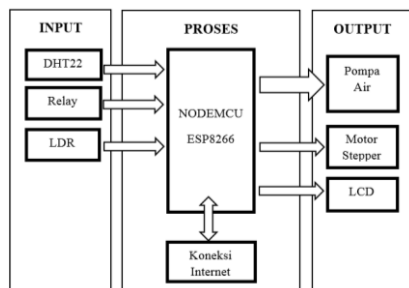 INPUT
DHT22
Relay
LDR
PROSES
NODEMCU
ESP8266
Koneksi
Internet
OUTPUT
Pompa
Air
Motor
Stepper
LCD